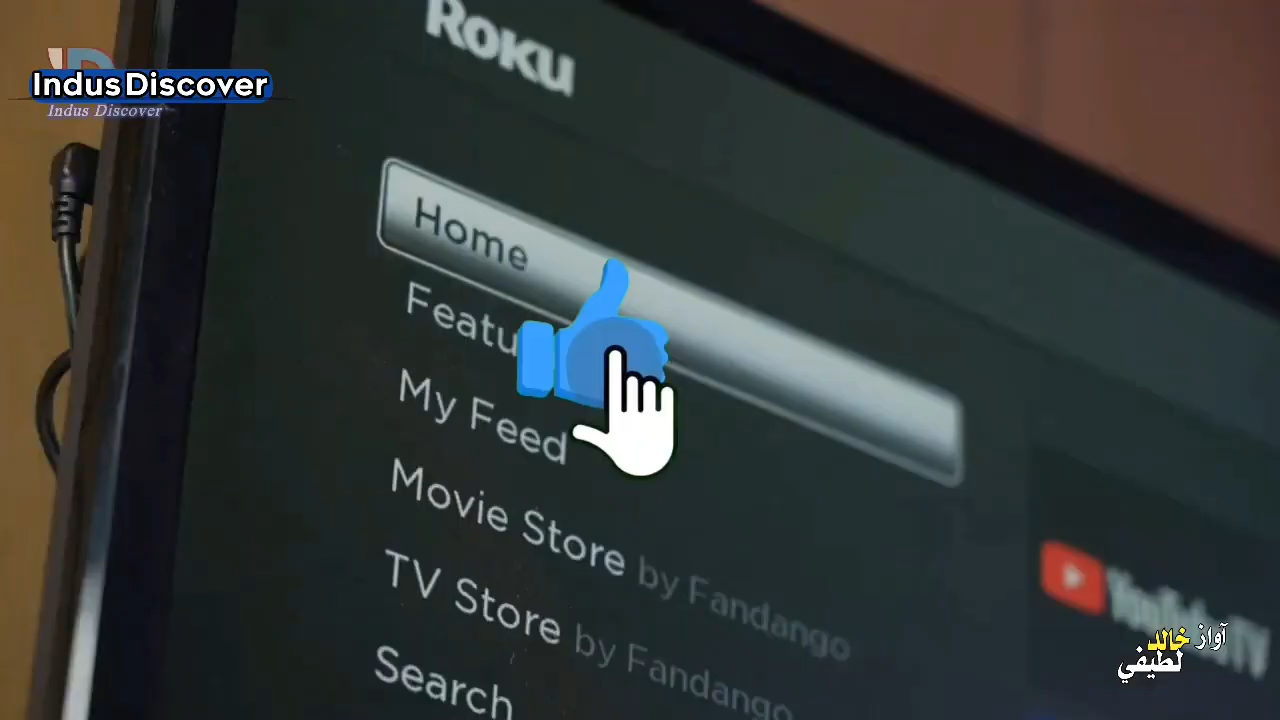 Roku
Indus Discover
Indus Discover
Home
Featu
My Feed
Movie Store by Fandango
TV Store by Fandango
Search
YouTubeTV
آواز خالد
لطيفي